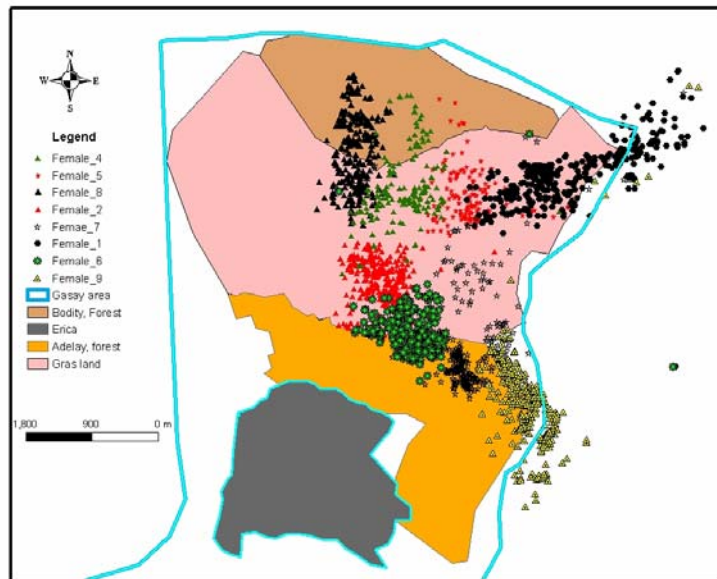 N
W E
S
Legend
Female_4
Female_5
Female_8
Female_2
Femae_7
Female_1
Female_6
Female_9
Gasay area
Bodity, Forest
Erica
Adelay, forest
Gras land
1,800 900 0 m